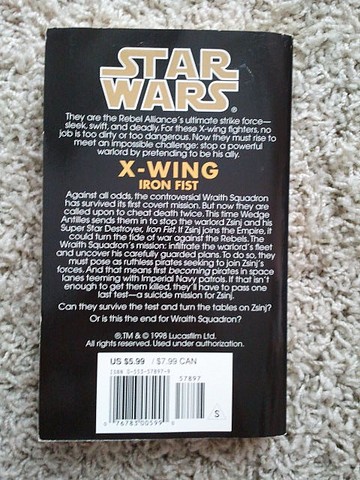 STAR
WARS®
They are the Rebel Alliance's ultimate strike force—
sleek, swift, and deadly. For these X-wing fighters, no
job is too dirty or too dangerous. Now they must rise to
meet an impossible challenge: stop a powerful
warlord by pretending to be his ally.
X-WING
IRON FIST
Against all odds, the controversial Wraith Squadron
has survived its first covert mission. But now they are
called upon to cheat death twice. This time Wedge
Antilles sends them in to stop the warlord Zsinj and his
Super Star Destroyer, Iron Fist. If Zsinj joins the Empire, it
could turn the tide of war against the Rebels. The
Wraith Squadron's mission: infiltrate the warlord's fleet
and uncover his carefully guarded plans. To do so, they
must pose as ruthless pirates seeking to join Zsinj's
forces. And that means first becoming pirates in space
lanes teeming with Imperial Navy patrols. If that isn't
enough to get them killed, they'll have to pass one
last test—a suicide mission for Zsinj.
Can they survive the test and turn the tables on Zsinj?
Or is this the end for Wraith Squadron?
®,TM & © 1998 Lucasfilm Ltd.
All rights reserved. Used under authorization.
US $5.99 / $7.99 CAN
ISBN 0-553-57897-9
57897
76783 00599
S